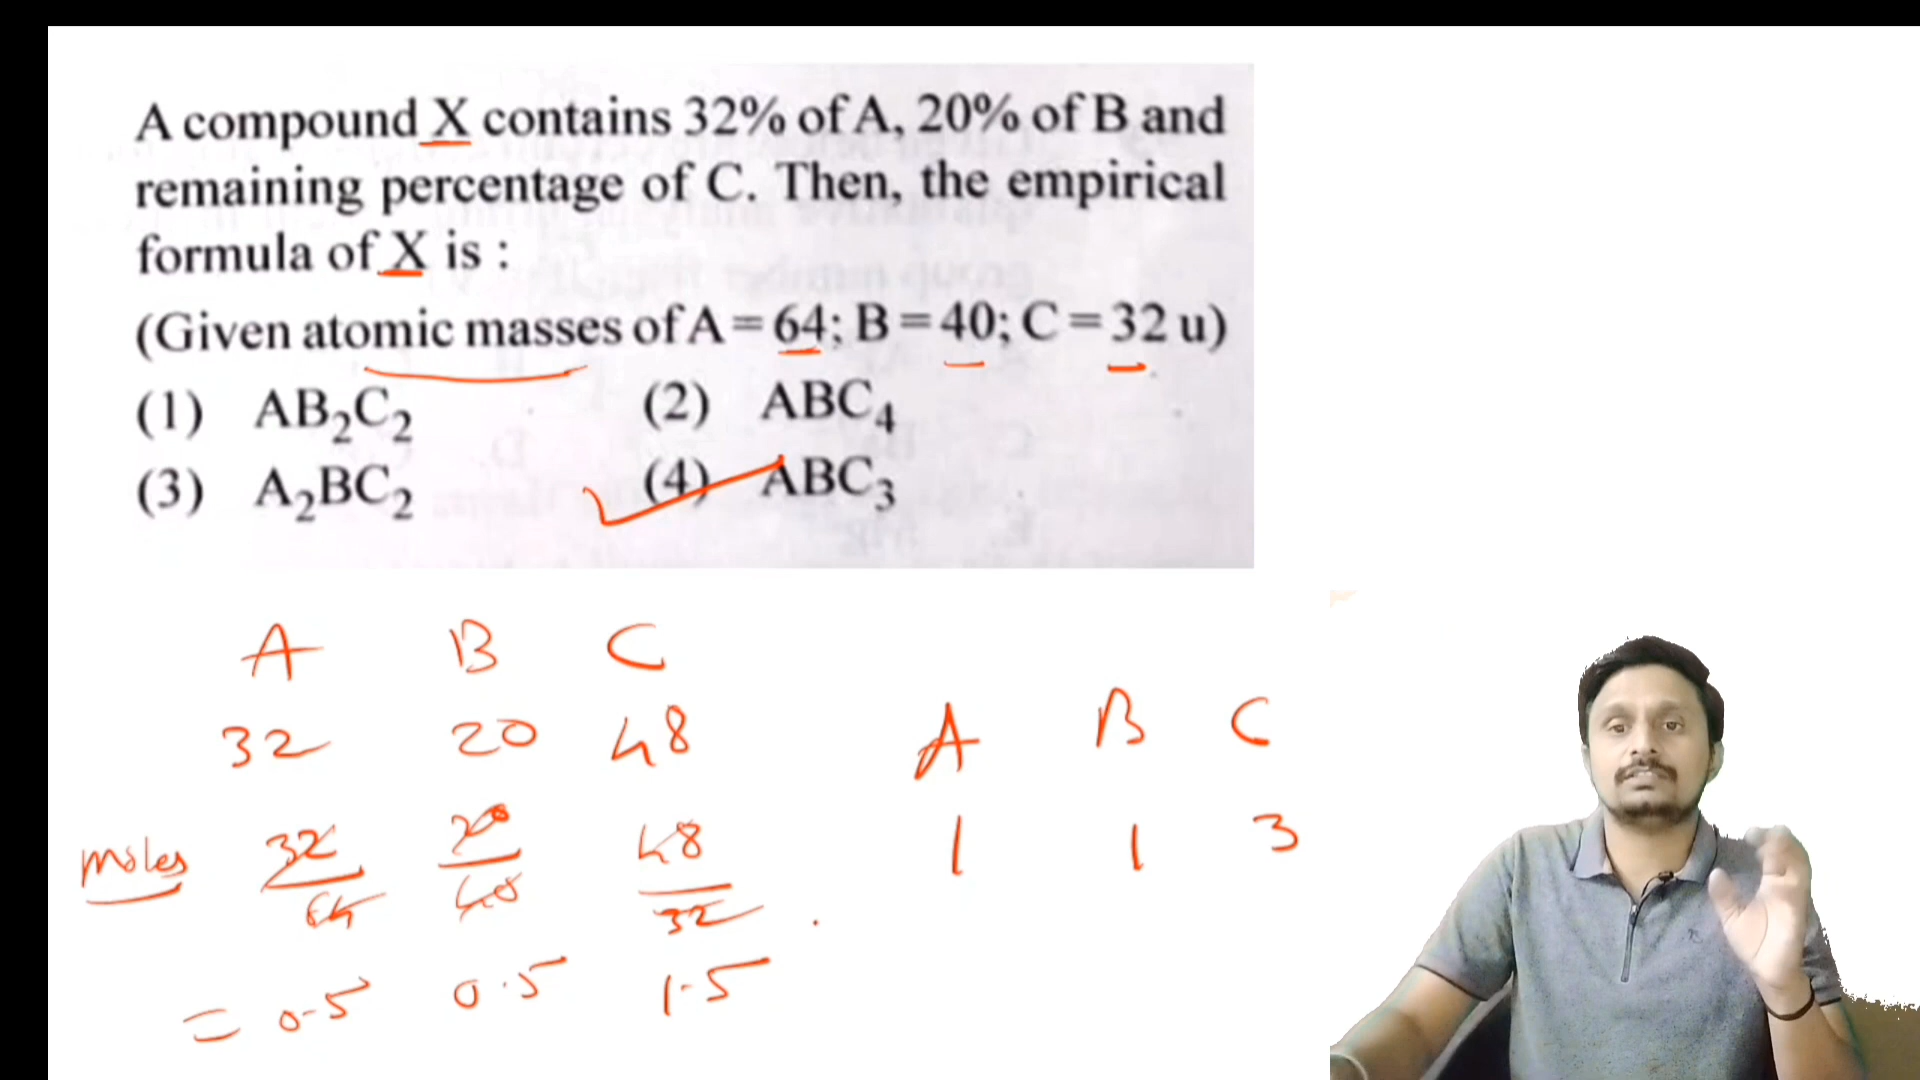 A compound X contains 32% of A, 20% of B and
remaining percentage of C. Then, the empirical
formula of X is :
(Given atomic masses of A = 64; B = 40; C = 32 u)
(1) AB₂C₂ (2) ABC₄
(3) A₂BC₂ (4) ABC₃
A B C
32 20 48
moles 32/64 20/40 48/32
= 0.5 0.5 1.5
A B C
1 1 3